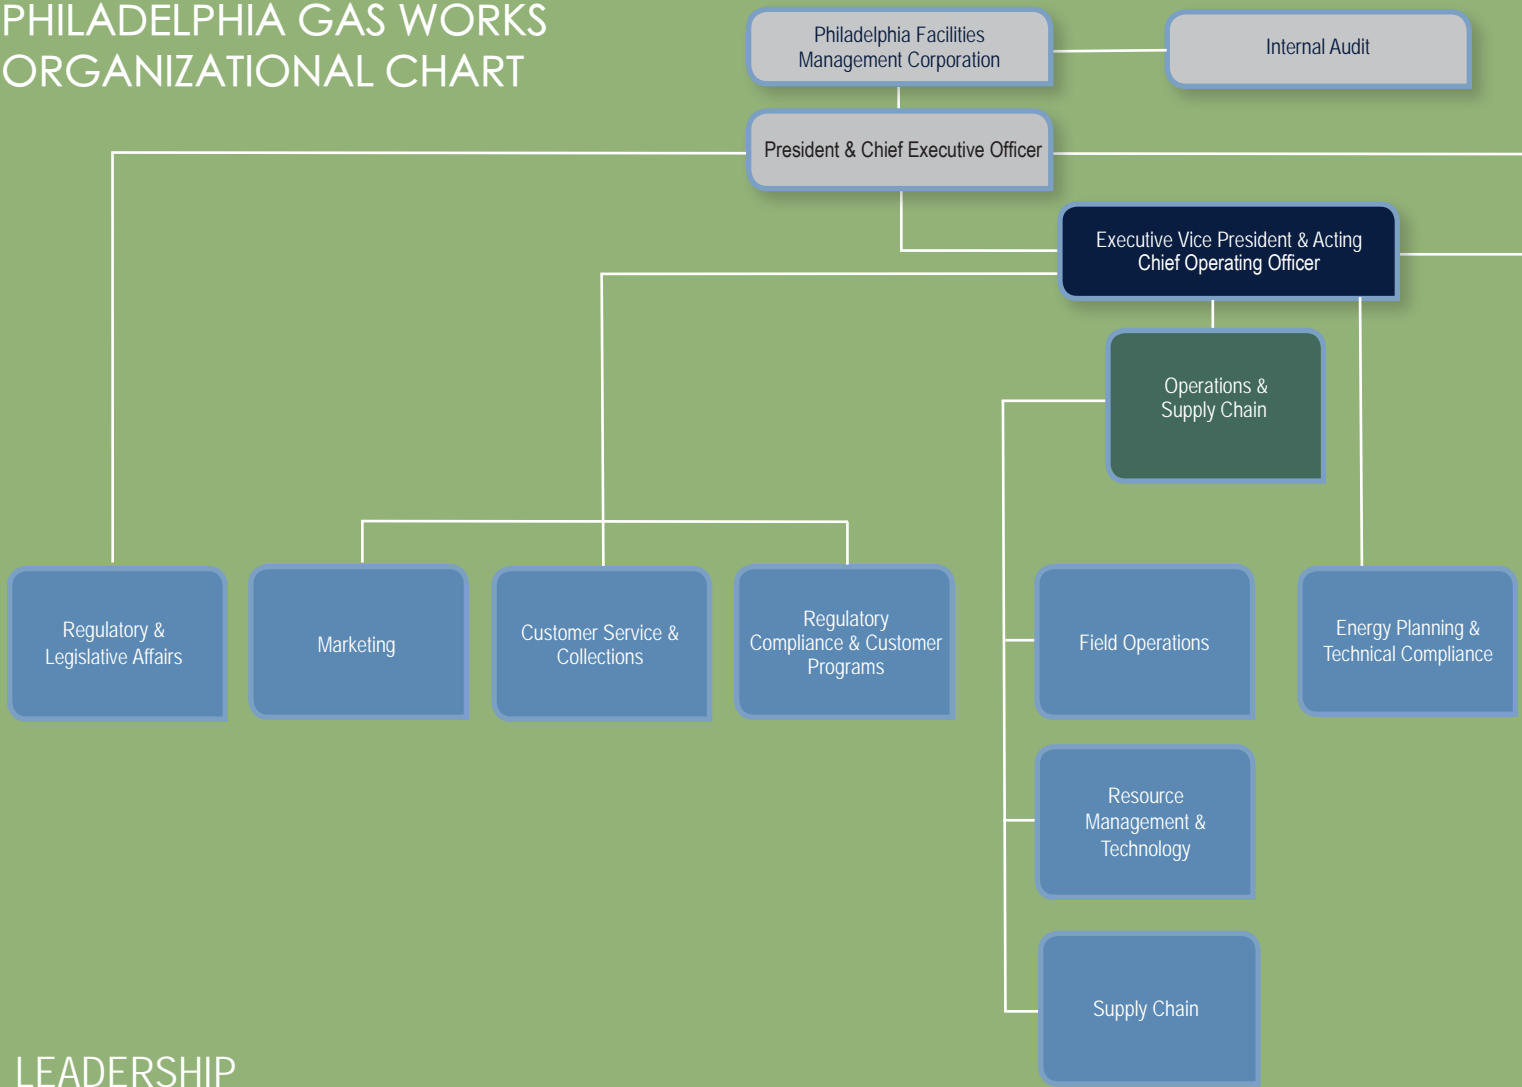 PHILADELPHIA GAS WORKS
ORGANIZATIONAL CHART
Philadelphia Facilities
Management Corporation
Internal Audit
President & Chief Executive Officer
Executive Vice President & Acting
Chief Operating Officer
Operations &
Supply Chain
Regulatory &
Legislative Affairs
Marketing
Customer Service &
Collections
Regulatory
Compliance & Customer
Programs
Field Operations
Energy Planning &
Technical Compliance
Resource
Management &
Technology
Supply Chain
LEADERSHIP